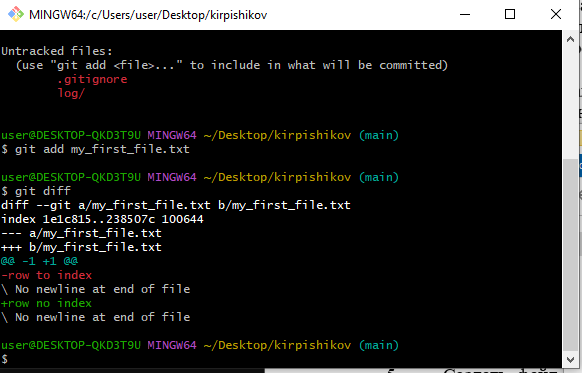 MINGW64:/c/Users/user/Desktop/kirpishikov
Untracked files:
  (use "git add <file>..." to include in what will be committed)
        .gitignore
        log/
user@DESKTOP-QKD3T9U MINGW64 ~/Desktop/kirpishikov (main)
$ git add my_first_file.txt
user@DESKTOP-QKD3T9U MINGW64 ~/Desktop/kirpishikov (main)
$ git diff
diff --git a/my_first_file.txt b/my_first_file.txt
index 1e1c815..238507c 100644
--- a/my_first_file.txt
+++ b/my_first_file.txt
@@ -1 +1 @@
-row to index
\ No newline at end of file
+row no index
\ No newline at end of file
user@DESKTOP-QKD3T9U MINGW64 ~/Desktop/kirpishikov (main)
$